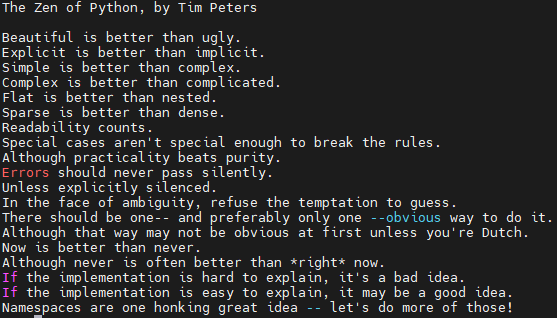 The Zen of Python, by Tim Peters
Beautiful is better than ugly.
Explicit is better than implicit.
Simple is better than complex.
Complex is better than complicated.
Flat is better than nested.
Sparse is better than dense.
Readability counts.
Special cases aren't special enough to break the rules.
Although practicality beats purity.
Errors should never pass silently.
Unless explicitly silenced.
In the face of ambiguity, refuse the temptation to guess.
There should be one-- and preferably only one --obvious way to do it.
Although that way may not be obvious at first unless you're Dutch.
Now is better than never.
Although never is often better than *right* now.
If the implementation is hard to explain, it's a bad idea.
If the implementation is easy to explain, it may be a good idea.
Namespaces are one honking great idea -- let's do more of those!